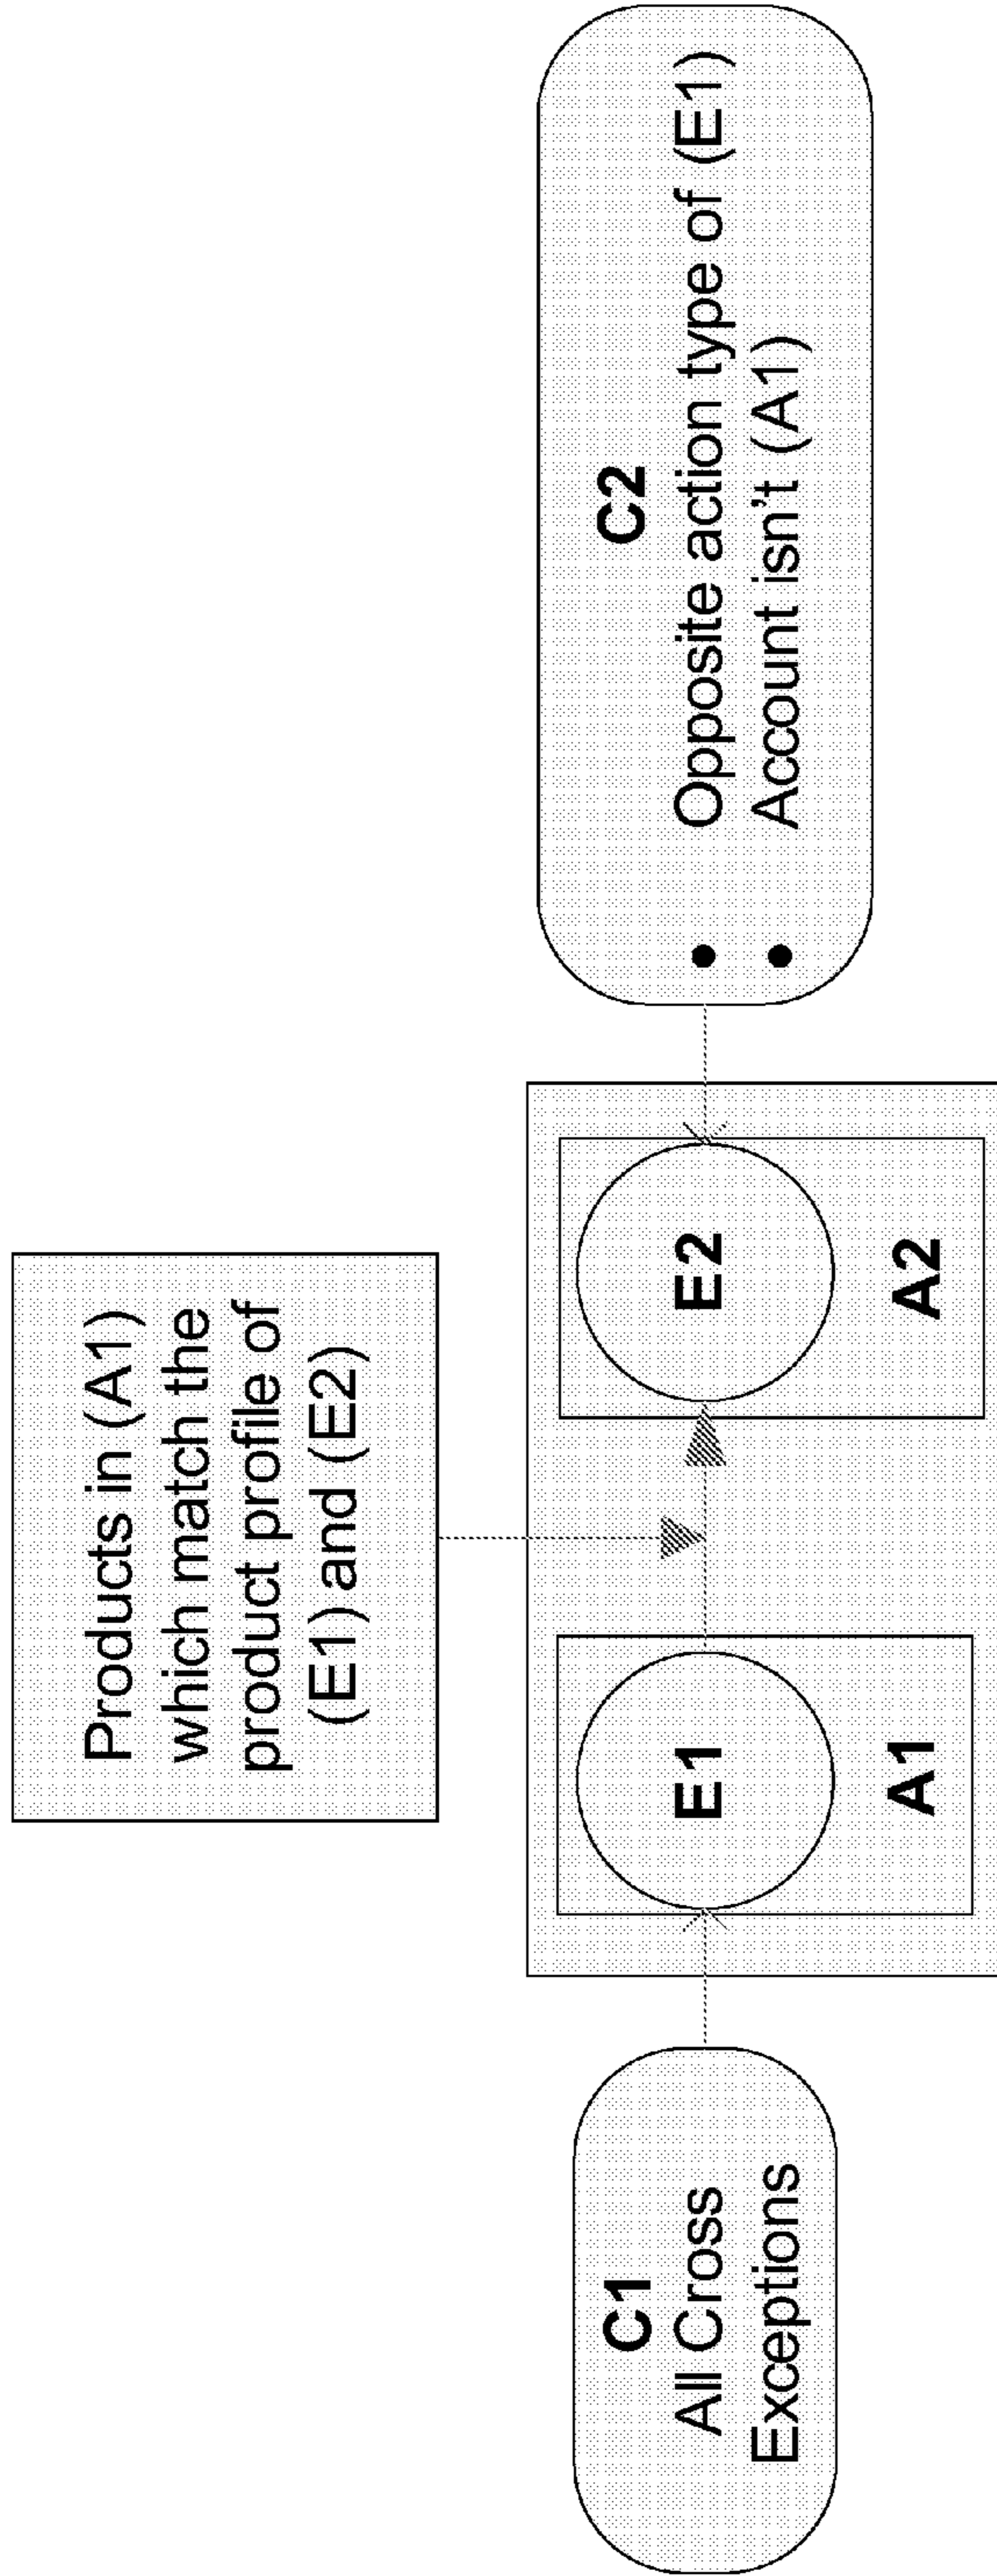 Products in (A1)
which match the
product profile of
(E1) and (E2)
C1
All Cross
Exceptions
E1
A1
E2
A2
C2
• Opposite action type of (E1)
• Account isn't (A1)